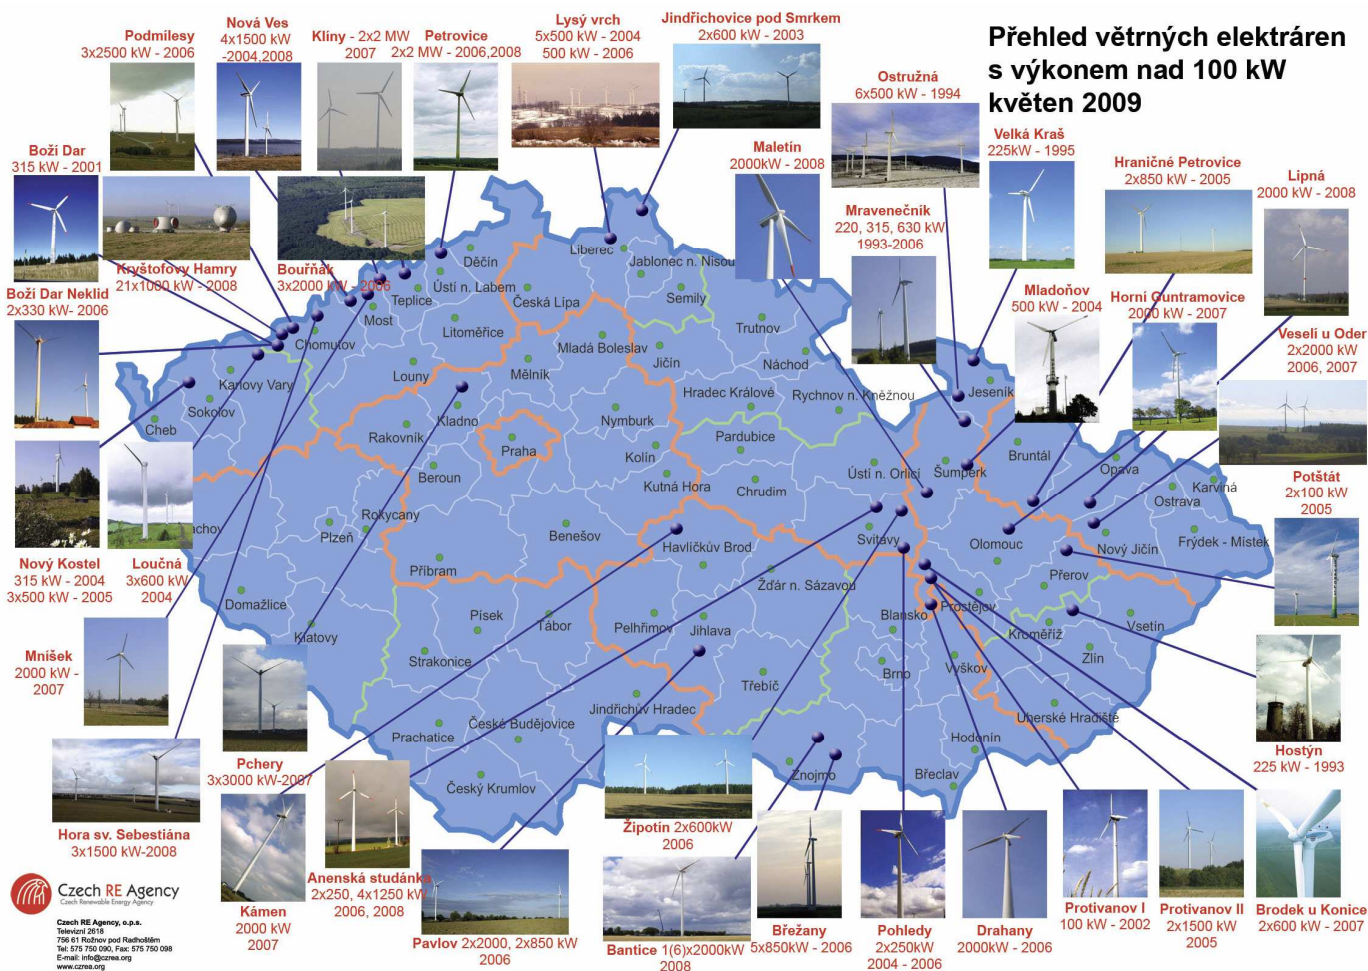 Přehled větrných elektráren
s výkonem nad 100 kW
květen 2009
Podmilesy
3x2500 kW - 2006
Nová Ves
4x1500 kW
-2004,2008
Klíny - 2x2 MW
2007
Petrovice
2x2 MW - 2006,2008
Lysý vrch
5x500 kW - 2004
500 kW - 2006
Jindřichovice pod Smrkem
2x600 kW - 2003
Ostružná
6x500 kW - 1994
Maletín
2000kW - 2008
Velká Kraš
225kW - 1995
Hraničné Petrovice
2x850 kW - 2005
Lipná
2000 kW - 2008
Boží Dar
315 kW - 2001
Mravenečník
220, 315, 630 kW
1993-2006
Kryštofovy Hamry
21x1000 kW - 2008
Bouřňák
3x2000 kW - 2006
Mladoňov
500 kW - 2004
Horní Guntramovice
2000 kW - 2007
Boží Dar Neklid
2x330 kW- 2006
Veselí u Oder
2x2000 kW
2006, 2007
Potštát
2x100 kW
2005
Nový Kostel
315 kW - 2004
3x500 kW - 2005
Loučná
3x600 kW
2004
Mníšek
2000 kW -
2007
Hostýn
225 kW - 1993
Pchery
3x3000 kW-2007
Hora sv. Sebestiána
3x1500 kW-2008
Kámen
2000 kW
2007
Anenská studánka
2x250, 4x1250 kW
2006, 2008
Pavlov 2x2000, 2x850 kW
2006
Žipotín 2x600kW
2006
Bantice 1(6)x2000kW
2008
Břežany
5x850kW - 2006
Pohledy
2x250kW
2004 - 2006
Drahany
2000kW - 2006
Protivanov I
100 kW - 2002
Protivanov II
2x1500 kW
2005
Brodek u Konice
2x600 kW - 2007
Děčín
Ústí n. Labem
Teplice
Most
Litoměřice
Chomutov
Louny
Liberec
Jablonec n. Nisou
Česká Lípa
Semily
Trutnov
Mladá Boleslav
Jičín
Náchod
Mělník
Karlovy Vary
Sokolov
Cheb
Kladno
Rakovník
Praha
Nymburk
Hradec Králové
Rychnov n. Kněžnou
Pardubice
Kolín
Beroun
Kutná Hora
Chrudim
Ústí n. Orlicí
Šumperk
Jeseník
Bruntál
Opava
Karviná
Ostrava
Rokycany
Plzeň
achov
Benešov
Příbram
Havlíčkův Brod
Svitavy
Olomouc
Nový Jičín
Frýdek - Místek
Žďár n. Sázavou
Přerov
Domažlice
Klatovy
Písek
Tábor
Pelhřimov
Jihlava
Blansko
Prostějov
Kroměříž
Vsetín
Strakonice
Třebíč
Brno
Vyškov
Zlín
Jindřichův Hradec
Uherské Hradiště
Prachatice
České Budějovice
Hodonín
Český Krumlov
Znojmo
Břeclav
Czech RE Agency
Czech Renewable Energy Agency
Czech RE Agency, o.p.s.
Televizní 2618
756 61 Rožnov pod Radhoštěm
Tel: 575 750 090, Fax: 575 750 098
E-mail: info@czrea.org
www.czrea.org